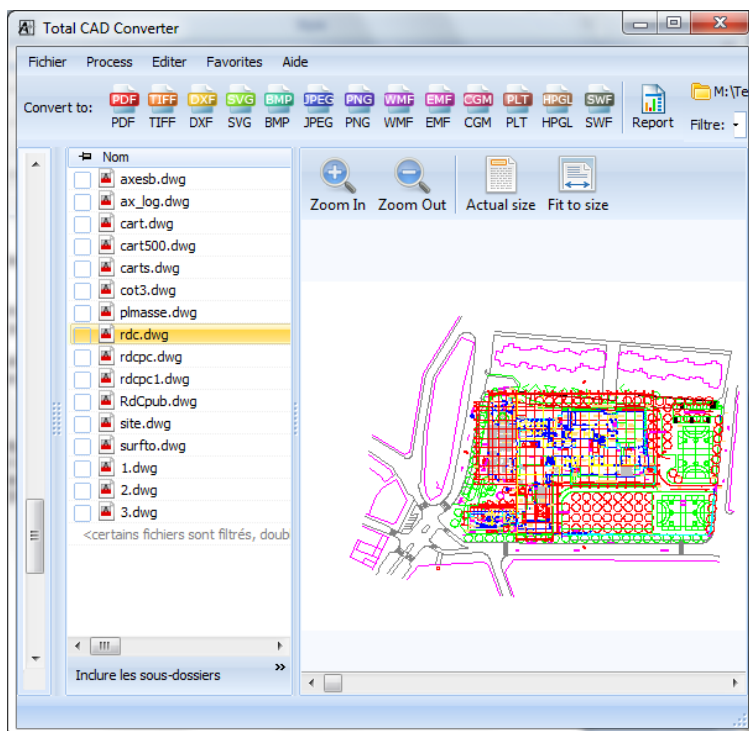 Total CAD Converter
Fichier Process Editer Favorites Aide
Convert to:
PDF TIFF DXF SVG BMP JPEG PNG WMF EMF CGM PLT HPGL SWF
PDF TIFF DXF SVG BMP JPEG PNG WMF EMF CGM PLT HPGL SWF
Report
M:\Te
Filtre:
Nom
axesb.dwg
ax_log.dwg
cart.dwg
cart500.dwg
carts.dwg
cot3.dwg
plmasse.dwg
rdc.dwg
rdcpc.dwg
rdcpc1.dwg
RdCpub.dwg
site.dwg
surfto.dwg
1.dwg
2.dwg
3.dwg
<certains fichiers sont filtrés, doub
Inclure les sous-dossiers
Zoom In Zoom Out Actual size Fit to size